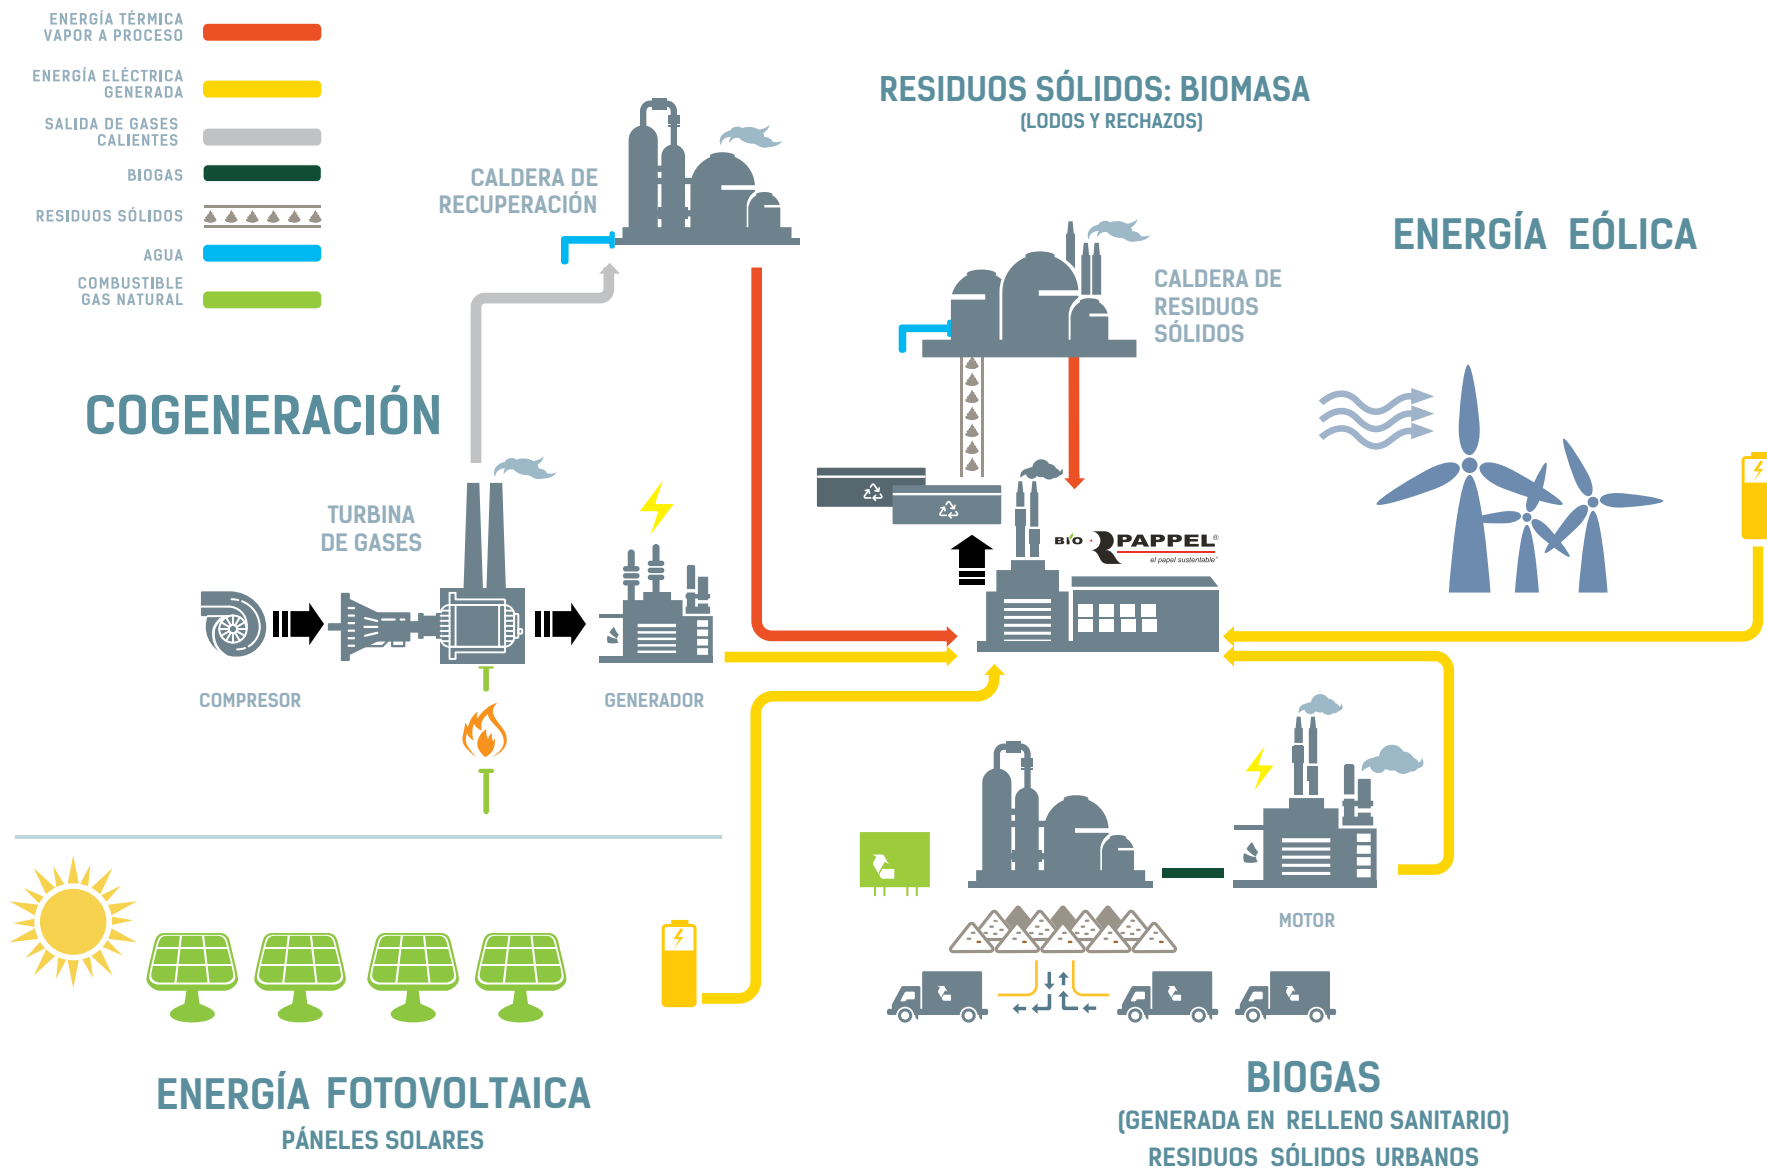 ENERGÍA TÉRMICA
VAPOR A PROCESO
ENERGÍA ELÉCTRICA
GENERADA
SALIDA DE GASES
CALIENTES
BIOGAS
RESIDUOS SÓLIDOS
AGUA
COMBUSTIBLE
GAS NATURAL
RESIDUOS SÓLIDOS: BIOMASA
(LODOS Y RECHAZOS)
CALDERA DE
RECUPERACIÓN
ENERGÍA EÓLICA
CALDERA DE
RESIDUOS
SÓLIDOS
COGENERACIÓN
TURBINA
DE GASES
BIO PAPPEL®
el papel sustentable®
COMPRESOR
GENERADOR
MOTOR
ENERGÍA FOTOVOLTAICA
PÁNELES SOLARES
BIOGAS
(GENERADA EN RELLENO SANITARIO)
RESIDUOS SÓLIDOS URBANOS